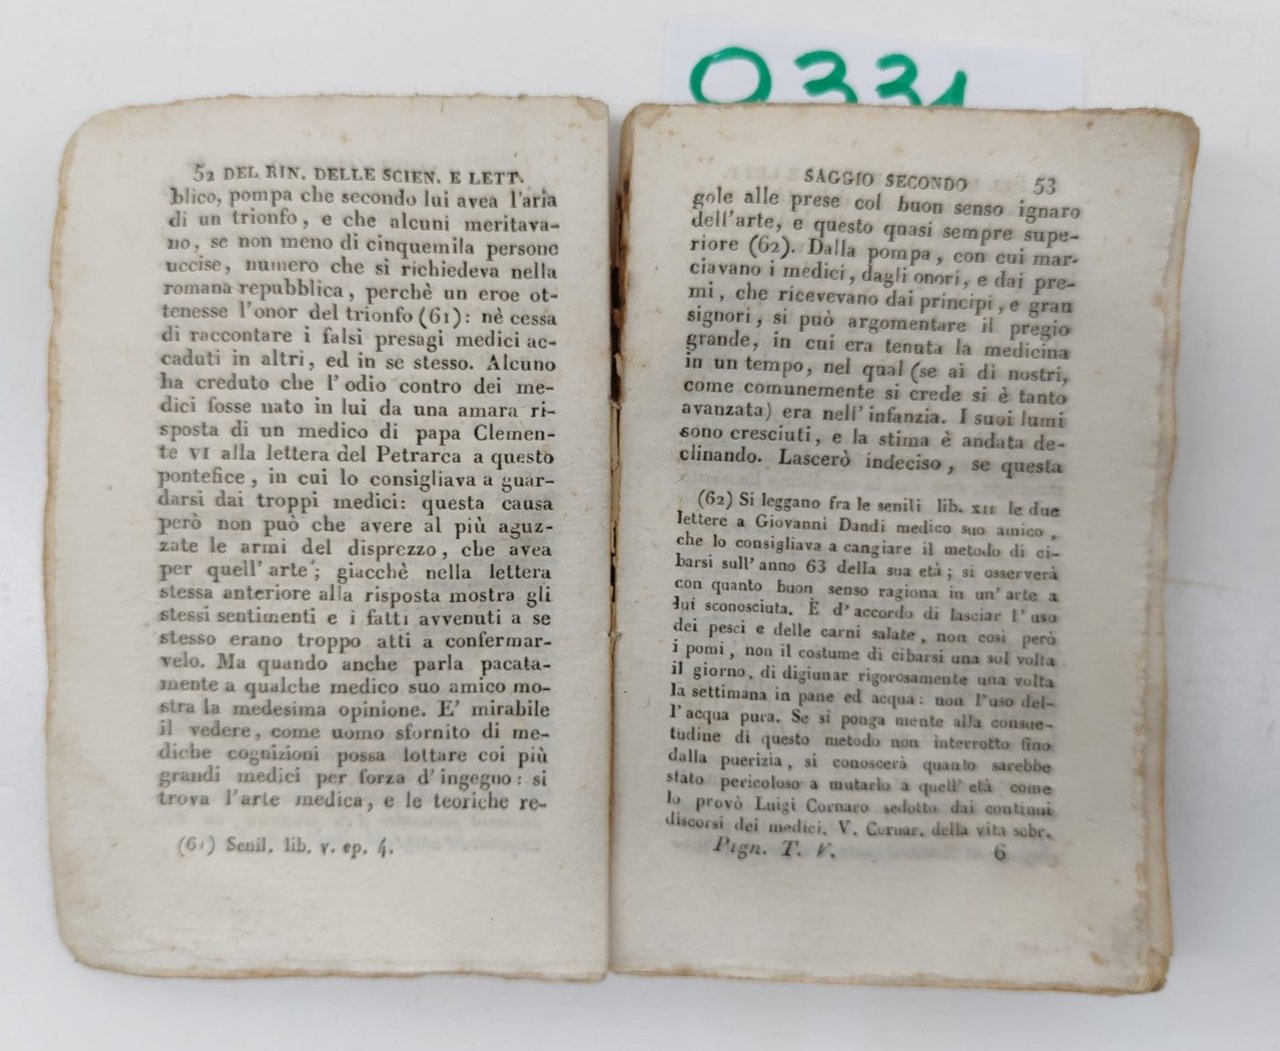 9331
52 DEL RIN. DELLE SCIEN. E LETT.
blico, pompa che secondo lui avea l'aria
di un trionfo, e che alcuni meritava-
no, se non meno di cinquemila persone
uccise, numero che si richiedeva nella
romana repubblica, perchè un eroe ot-
tenesse l'onor del trionfo (61): nè cessa
di raccontare i falsi presagi medici ac-
caduti in altri, ed in se stesso. Alcuno
ha creduto che l'odio contro dei me-
dici fosse nato in lui da una amara ri-
sposta di un medico di papa Clemen-
te VI alla lettera del Petrarca a questo
pontefice, in cui lo consigliava a guar-
darsi dai troppi medici: questa causa
però non può che avere al più aguz-
zate le armi del disprezzo, che avea
per quell'arte; giacchè nella lettera
stessa anteriore alla risposta mostra gli
stessi sentimenti e i fatti avvenuti a se
stesso erano troppo atti a confermar-
velo. Ma quando anche parla pacata-
mente a qualche medico suo amico mo-
stra la medesima opinione. E' mirabile
il vedere, come uomo sfornito di me-
diche cognizioni possa lottare coi più
grandi medici per forza d'ingegno: si
trova l'arte medica, e le teoriche re-
(61) Senil. lib. v. ep. 4.
SAGGIO SECONDO 53
gole alle prese col buon senso ignaro
dell'arte, e questo quasi sempre supe-
riore (62). Dalla pompa, con cui mar-
ciavano i medici, dagli onori, e dai pre-
mi, che ricevevano dai principi, e gran
signori, si può argomentare il pregio
grande, in cui era tenuta la medicina
in un tempo, nel qual (se ai di nostri,
come comunemente si crede si è tanto
avanzata) era nell'infanzia. I suoi lumi
sono cresciuti, e la stima è andata de-
clinando. Lascerò indeciso, se questa
(62) Si leggano fra le senili lib. XII le due
lettere a Giovanni Dandi medico suo amico,
che lo consigliava a cangiare il metodo di ci-
barsi sull'anno 63 della sua età; si osserverà
con quanto buon senso ragiona in un'arte a
lui sconosciuta. È d'accordo di lasciar l'uso
dei pesci e delle carni salate, non così però
i pomi, non il costume di cibarsi una sol volta
il giorno, di digiunar rigorosamente una volta
la settimana in pane ed acqua: non l'uso del-
l'acqua pura. Se si ponga mente alla consue-
tudine di questo metodo non interrotto fino
dalla puerizia, si conoscerà quanto sarebbe
stato pericoloso a mutarlo a quell'età come
lo provò Luigi Cornaro sedotto dai continui
discorsi dei medici. V. Cornar. della vita sobr.
Pign. T. V. 6